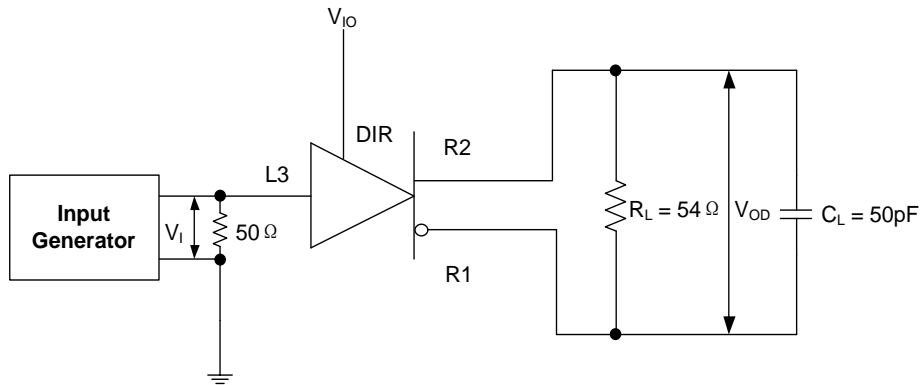 V_IO
DIR
R2
L3
Input
Generator
V_I
50 Ω
R_L = 54 Ω
V_OD
C_L = 50pF
R1